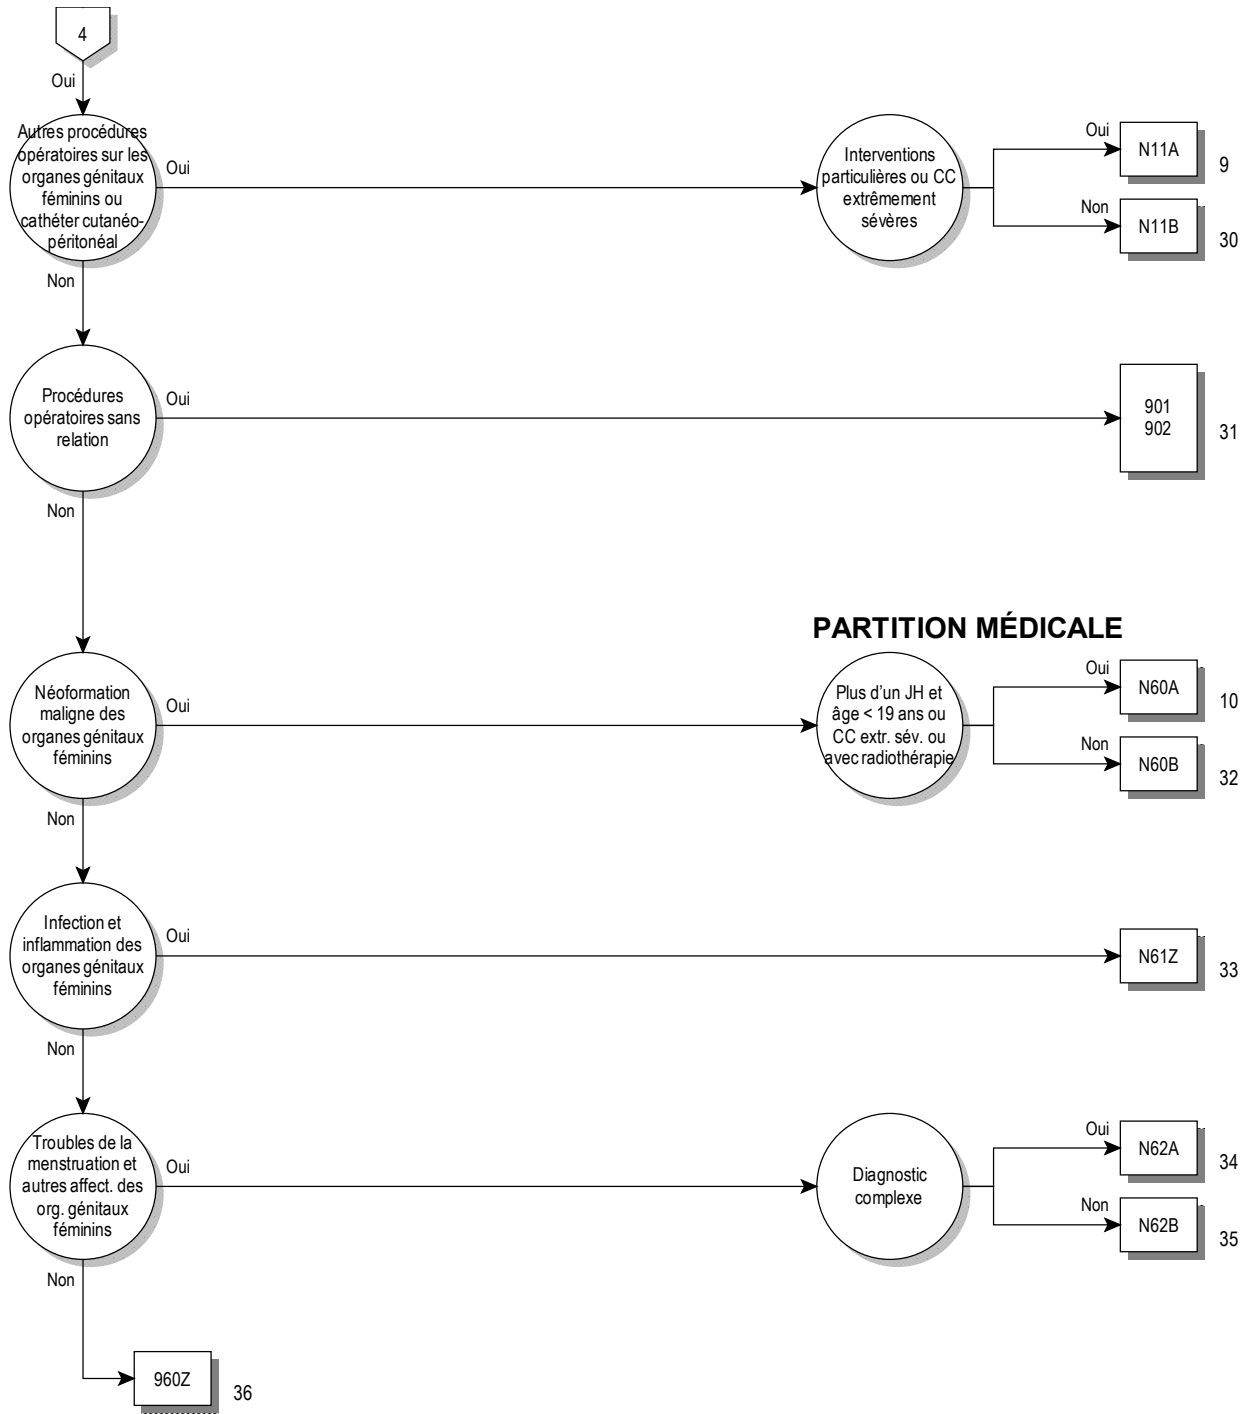 4
Oui
Autres procédures
opératoires sur les
organes génitaux
féminins ou
cathéter cutanéo-
péritonéal
Oui
Interventions
particulières ou CC
extrêmement
sévères
Oui
N11A
9
Non
N11B
30
Non
Procédures
opératoires sans
relation
Oui
901
902
31
Non
PARTITION MÉDICALE
Néoformation
maligne des
organes génitaux
féminins
Oui
Plus d'un JH et
âge < 19 ans ou
CC extr. sév. ou
avec radiothérapie
Oui
N60A
10
Non
N60B
32
Non
Infection et
inflammation des
organes génitaux
féminins
Oui
N61Z
33
Non
Troubles de la
menstruation et
autres affect. des
org. génitaux
féminins
Oui
Diagnostic
complexe
Oui
N62A
34
Non
N62B
35
Non
960Z
36